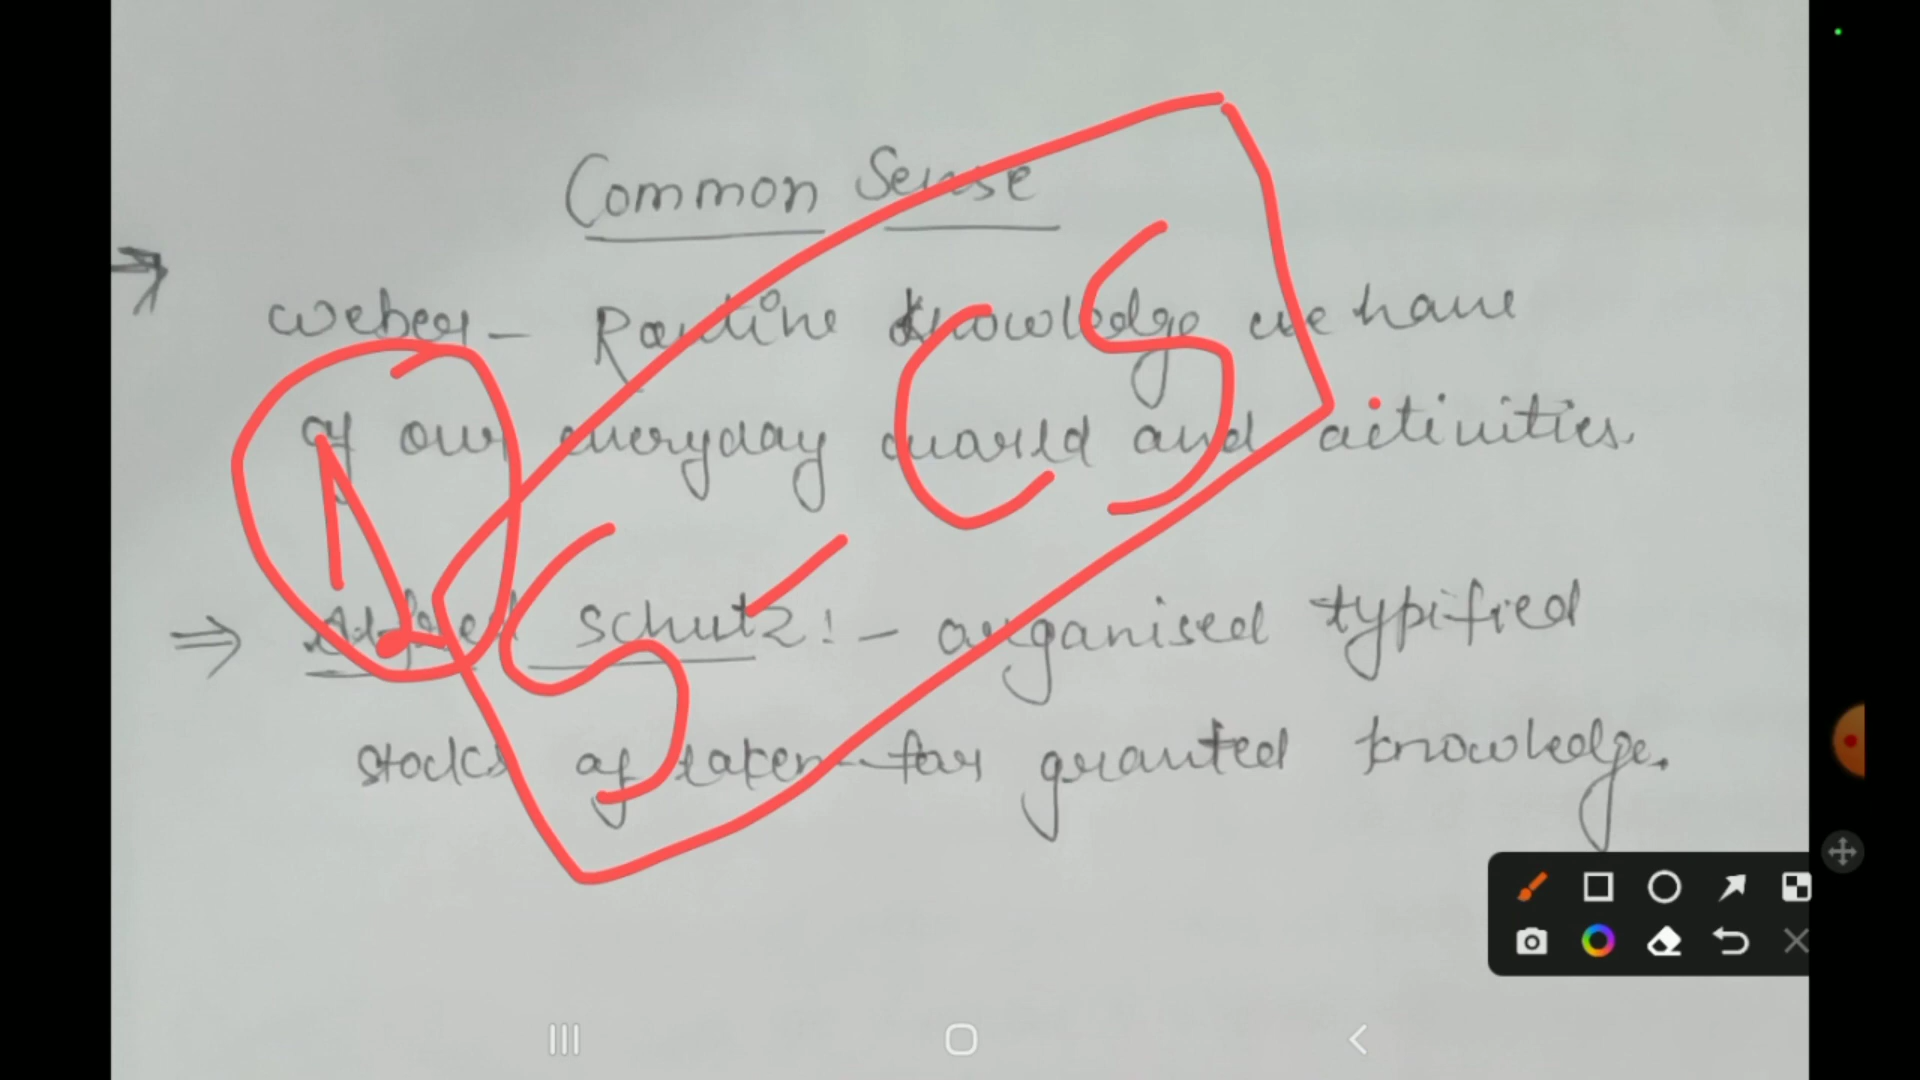 Common Sense
weber - Routine knowledge we have
of our everyday world and activities.
⇒ Alfred Schutz :- organised typified
stocks of taken-for granted knowledge.
N
S
CS